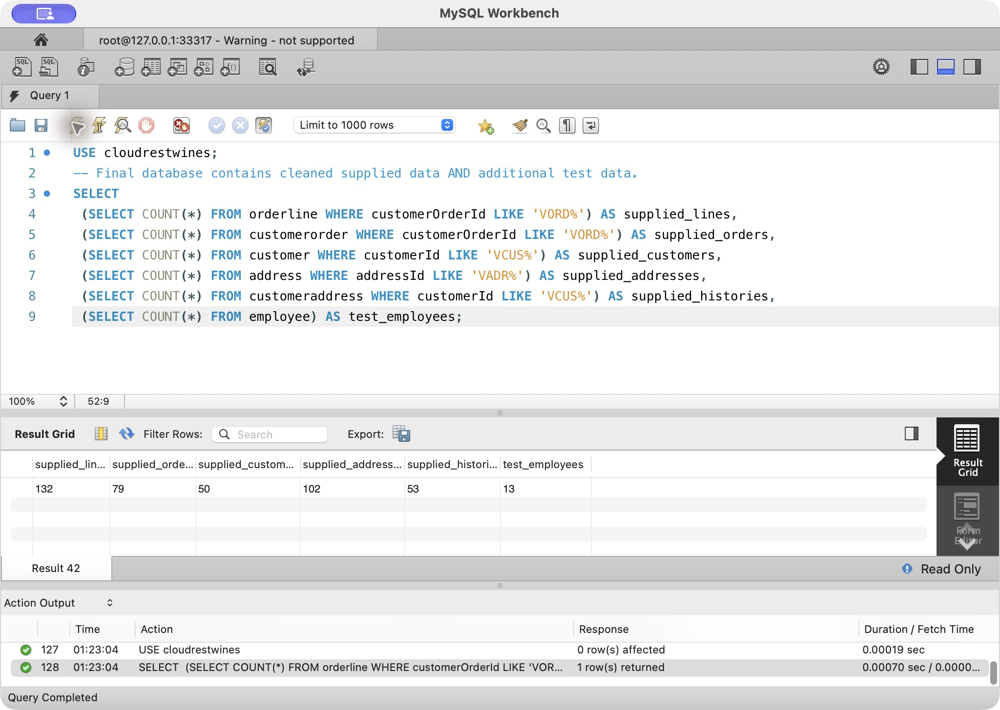 MySQL Workbench
root@127.0.0.1:33317 - Warning - not supported
Query 1
Limit to 1000 rows
1 USE cloudrestwines;
2 -- Final database contains cleaned supplied data AND additional test data.
3 SELECT
4 (SELECT COUNT(*) FROM orderline WHERE customerOrderId LIKE 'VORD%') AS supplied_lines,
5 (SELECT COUNT(*) FROM customerorder WHERE customerOrderId LIKE 'VORD%') AS supplied_orders,
6 (SELECT COUNT(*) FROM customer WHERE customerId LIKE 'VCUS%') AS supplied_customers,
7 (SELECT COUNT(*) FROM address WHERE addressId LIKE 'VADR%') AS supplied_addresses,
8 (SELECT COUNT(*) FROM customeraddress WHERE customerId LIKE 'VCUS%') AS supplied_histories,
9 (SELECT COUNT(*) FROM employee) AS test_employees;
100% 52:9
Result Grid Filter Rows: Search Export:
supplied_lin... supplied_orde... supplied_custom... supplied_address... supplied_histori... test_employees
132 79 50 102 53 13
Result
Grid
Form
Editor
Result 42 Read Only
Action Output
Time Action Response Duration / Fetch Time
127 01:23:04 USE cloudrestwines 0 row(s) affected 0.00019 sec
128 01:23:04 SELECT (SELECT COUNT(*) FROM orderline WHERE customerOrderId LIKE 'VOR... 1 row(s) returned 0.00070 sec / 0.0000...
Query Completed